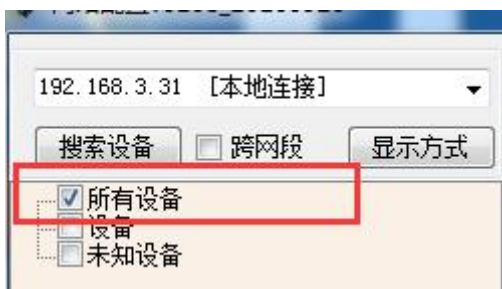 192.168.3.31 [本地连接]
搜索设备 跨网段 显示方式
所有设备
设备
未知设备